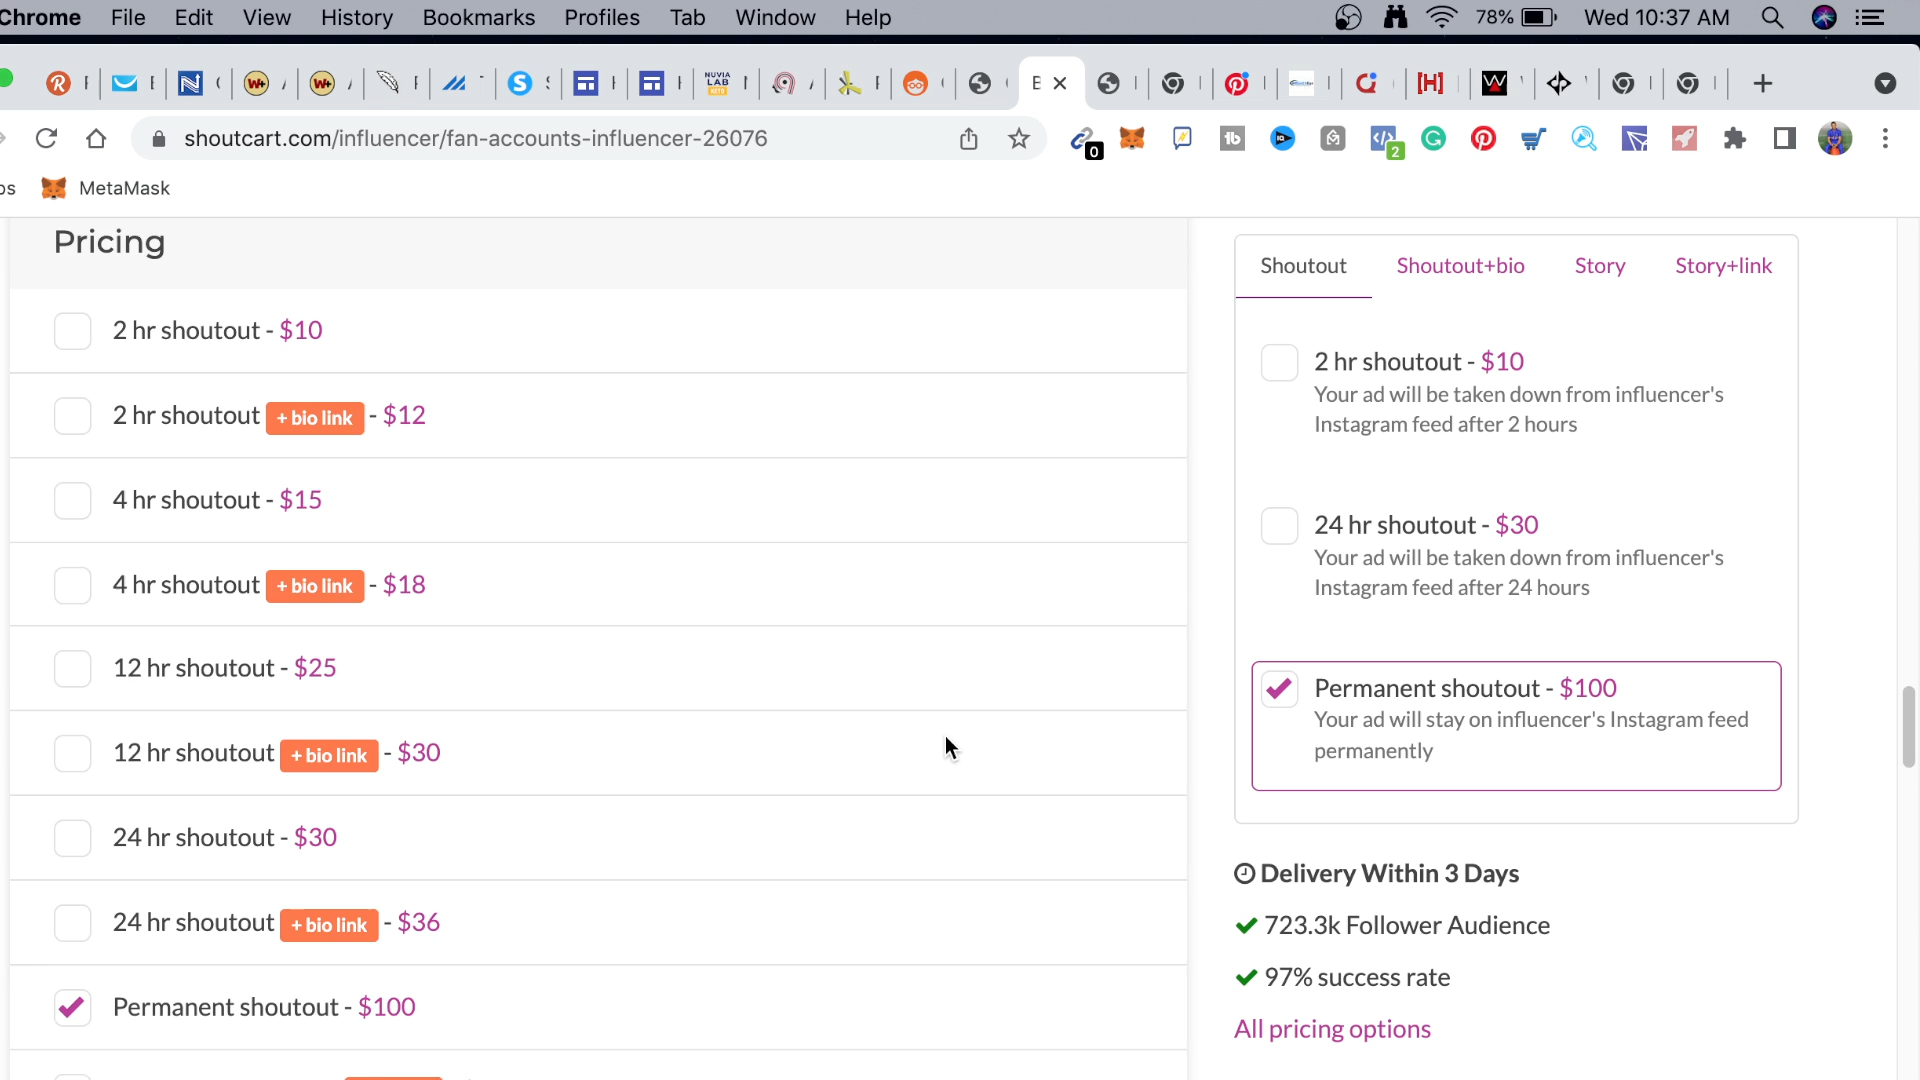 Chrome File Edit View History Bookmarks Profiles Tab Window Help 78% Wed 10:37 AM
NUVIA LAB KETO
shoutcart.com/influencer/fan-accounts-influencer-26076
0
2
os MetaMask
Pricing
2 hr shoutout - $10
2 hr shoutout + bio link - $12
4 hr shoutout - $15
4 hr shoutout + bio link - $18
12 hr shoutout - $25
12 hr shoutout + bio link - $30
24 hr shoutout - $30
24 hr shoutout + bio link - $36
Permanent shoutout - $100
Shoutout Shoutout+bio Story Story+link
2 hr shoutout - $10
Your ad will be taken down from influencer's
Instagram feed after 2 hours
24 hr shoutout - $30
Your ad will be taken down from influencer's
Instagram feed after 24 hours
Permanent shoutout - $100
Your ad will stay on influencer's Instagram feed
permanently
Delivery Within 3 Days
723.3k Follower Audience
97% success rate
All pricing options